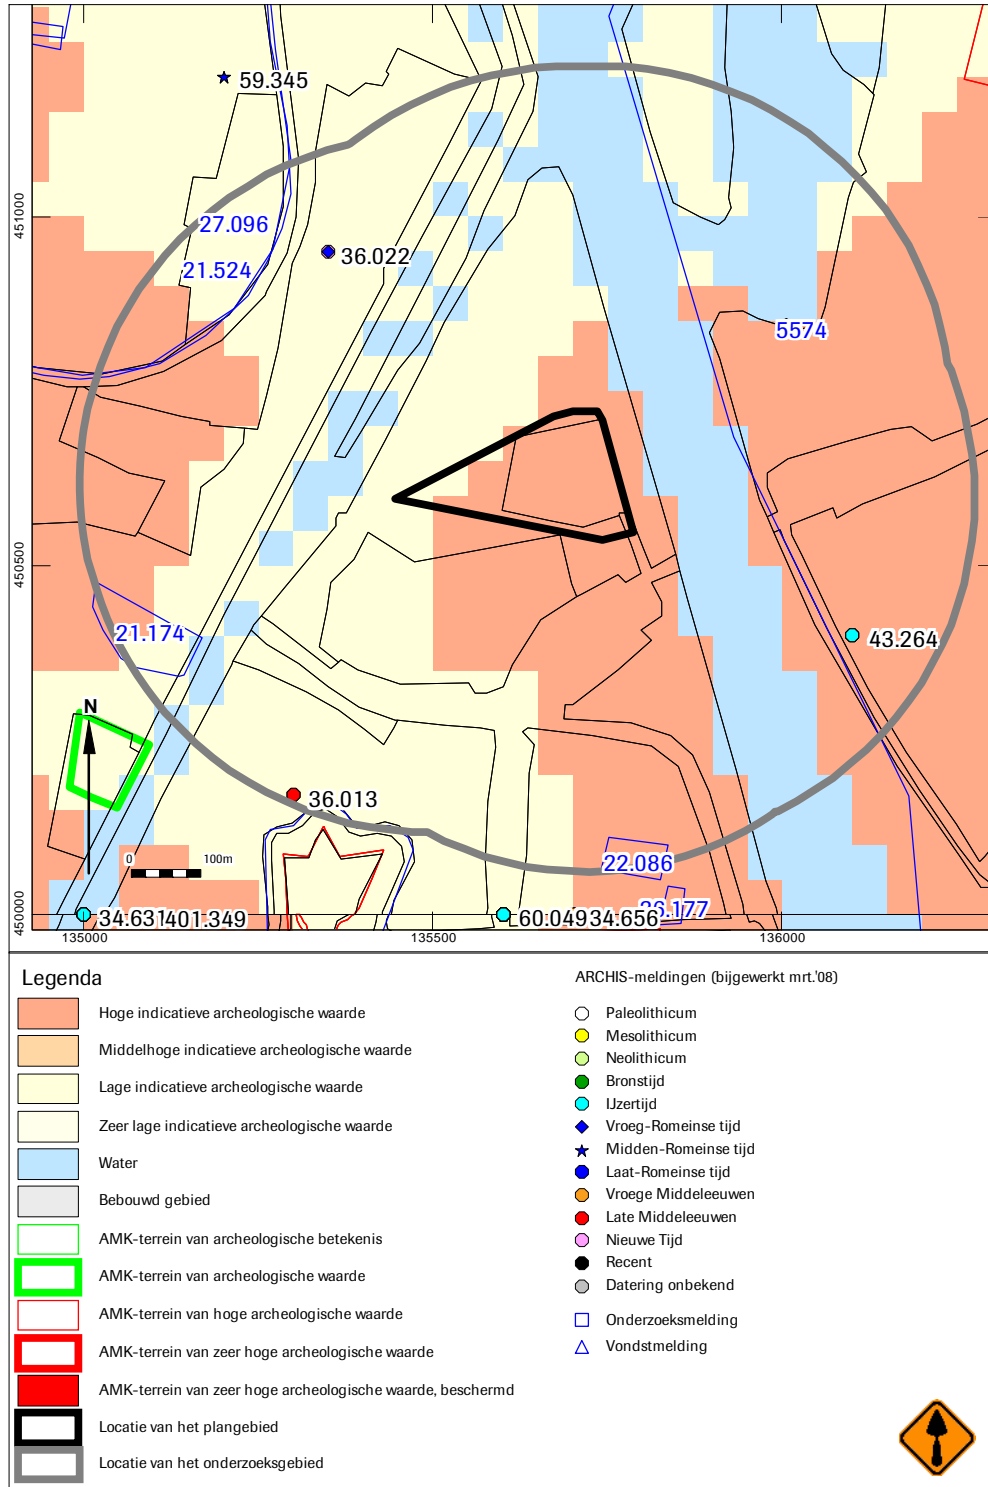 59.345
451000
27.096
36.022
21.524
5574
450500
21.174
43.264
N
36.013
0 100m
22.086
26.177
450000
34.631
401.349
60.049
34.656
135000
135500
136000
Legenda
Hoge indicatieve archeologische waarde
Middelhoge indicatieve archeologische waarde
Lage indicatieve archeologische waarde
Zeer lage indicatieve archeologische waarde
Water
Bebouwd gebied
AMK-terrein van archeologische betekenis
AMK-terrein van archeologische waarde
AMK-terrein van hoge archeologische waarde
AMK-terrein van zeer hoge archeologische waarde
AMK-terrein van zeer hoge archeologische waarde, beschermd
Locatie van het plangebied
Locatie van het onderzoeksgebied
ARCHIS-meldingen (bijgewerkt mrt.'08)
Paleolithicum
Mesolithicum
Neolithicum
Bronstijd
IJzertijd
Vroeg-Romeinse tijd
Midden-Romeinse tijd
Laat-Romeinse tijd
Vroege Middeleeuwen
Late Middeleeuwen
Nieuwe Tijd
Recent
Datering onbekend
Onderzoeksmelding
Vondstmelding